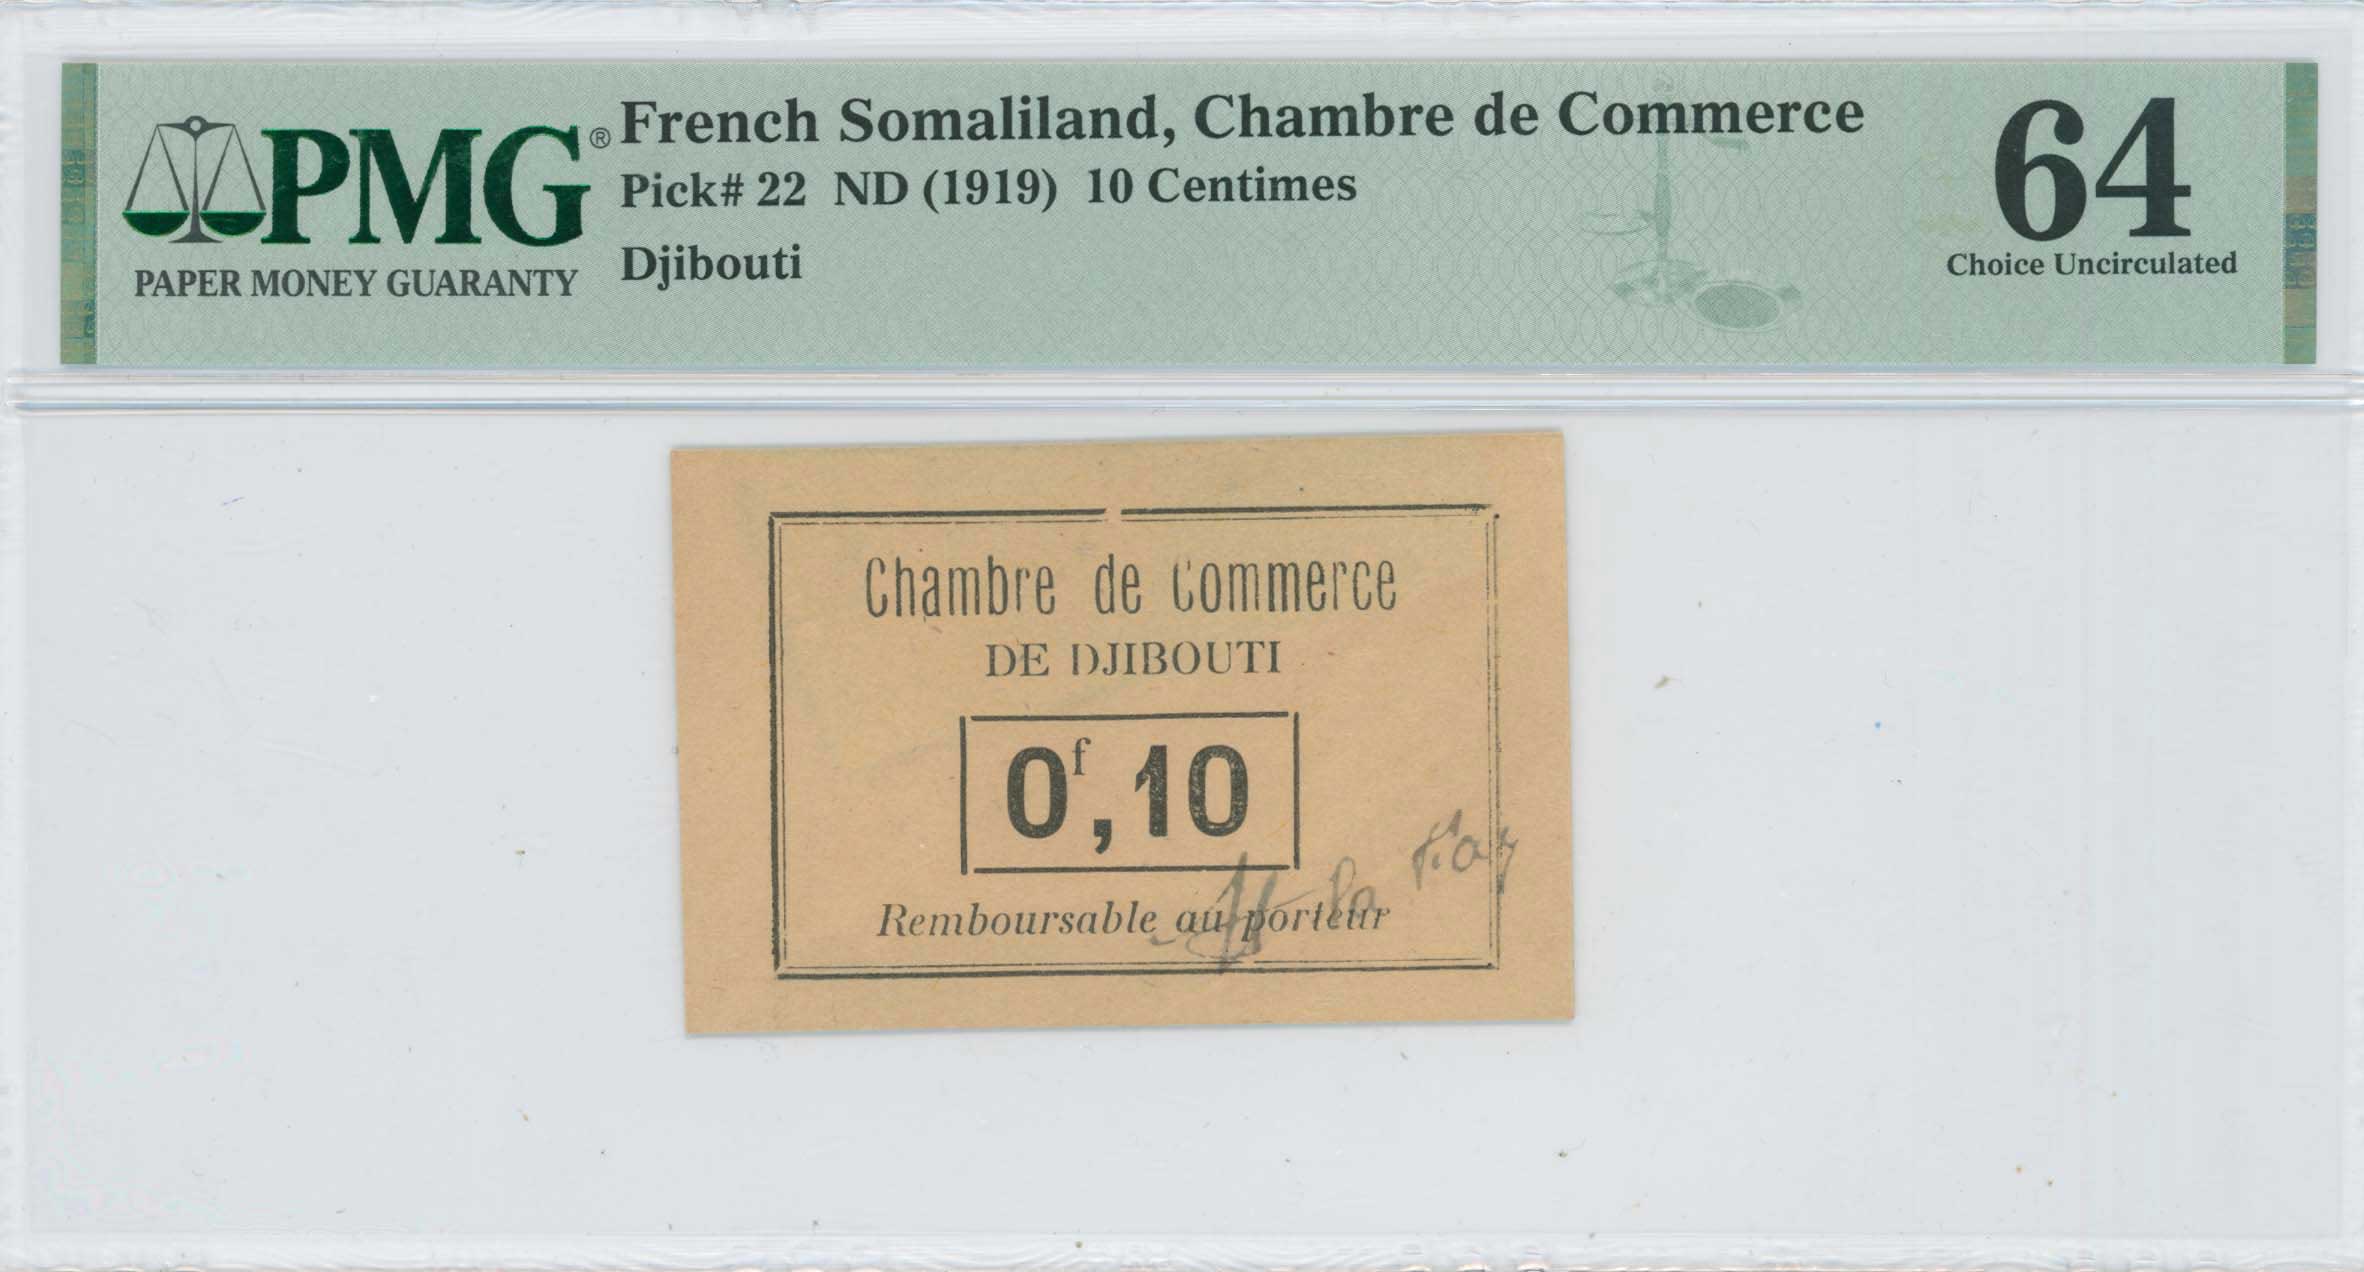 PMG®
PAPER MONEY GUARANTY
French Somaliland, Chambre de Commerce
Pick# 22 ND (1919) 10 Centimes
Djibouti
64
Choice Uncirculated
Chambre de Commerce
DE DJIBOUTI
0f,10
Remboursable au porteur